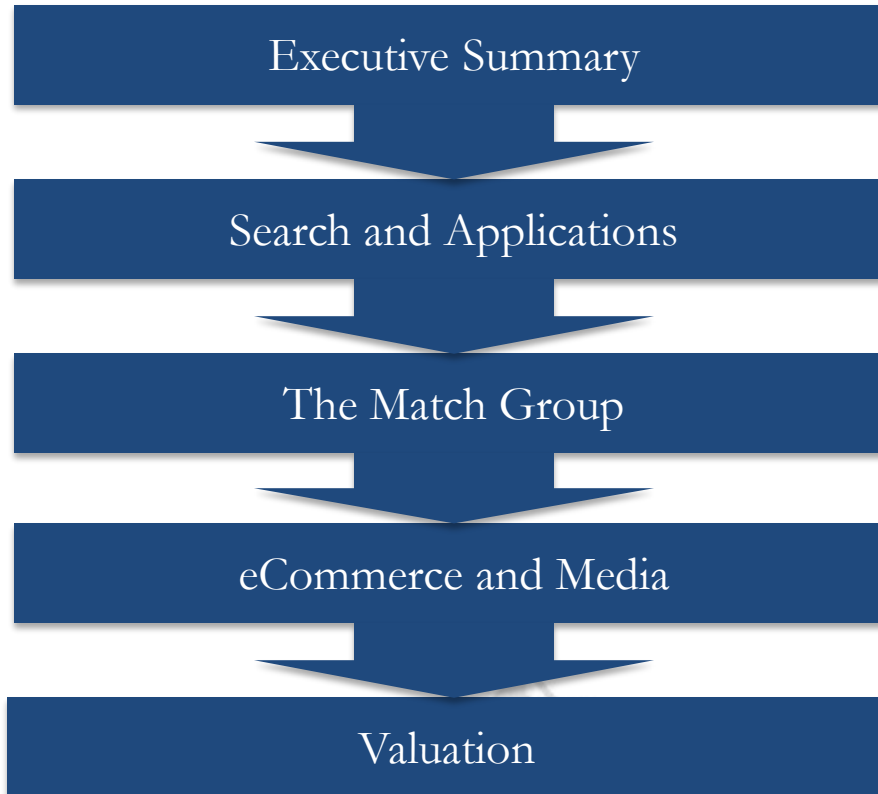 Executive Summary
Search and Applications
The Match Group
eCommerce and Media
Valuation